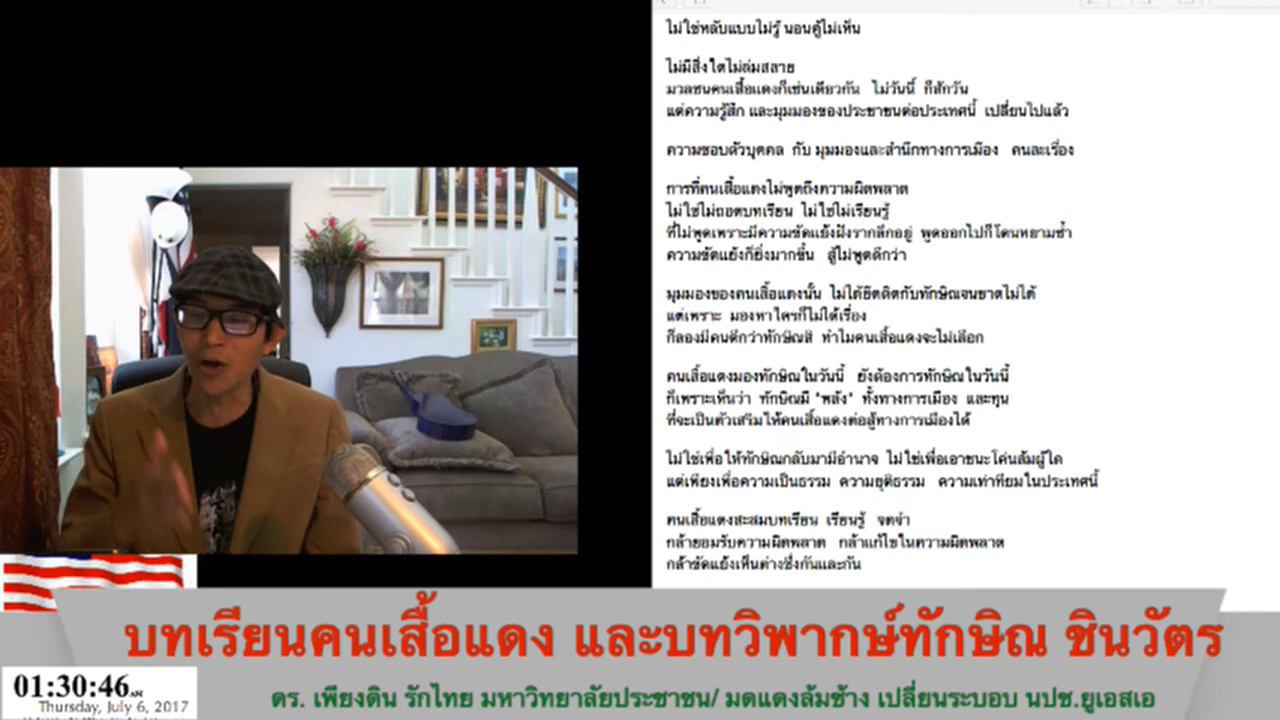 ไม่ใช่หลับแบบไม่รู้ นอนคู้ไม่เห็น
ไม่มีสิ่งใดไม่ล่มสลาย
มวลชนคนเสื้อแดงก็เช่นเดียวกัน ไม่วันนี้ ก็สักวัน
แต่ความรู้สึก และมุมมองของประชาชนต่อประเทศนี้ เปลี่ยนไปแล้ว
ความชอบตัวบุคคล กับ มุมมองและสำนึกทางการเมือง คนละเรื่อง
การที่คนเสื้อแดงไม่พูดถึงความผิดพลาด
ไม่ใช่ไม่ถอดบทเรียน ไม่ใช่ไม่เรียนรู้
ที่ไม่พูดเพราะมีความขัดแย้งฝังรากลึกอยู่ พูดออกไปก็โดนหยามซ้ำ
ความขัดแย้งก็ยิ่งมากขึ้น สู้ไม่พูดดีกว่า
มุมมองของคนเสื้อแดงนั้น ไม่ได้ยึดติดกับทักษิณจนขาดไม่ได้
แต่เพราะ มองหาใครก็ไม่ได้เรื่อง
ก็ลองมีคนดีกว่าทักษิณสิ ทำไมคนเสื้อแดงจะไม่เลือก
คนเสื้อแดงมองทักษิณในวันนี้ ยังต้องการทักษิณในวันนี้
ก็เพราะเห็นว่า ทักษิณมี "พลัง" ทั้งทางการเมือง และทุน
ที่จะเป็นตัวเสริมให้คนเสื้อแดงต่อสู้ทางการเมืองได้
ไม่ใช่เพื่อให้ทักษิณกลับมามีอำนาจ ไม่ใช่เพื่อเอาชนะโค่นล้มผู้ใด
แต่เพียงเพื่อความเป็นธรรม ความยุติธรรม ความเท่าเทียมในประเทศนี้
คนเสื้อแดงสะสมบทเรียน เรียนรู้ จดจำ
กล้ายอมรับความผิดพลาด กล้าแก้ไขในความผิดพลาด
กล้าขัดแย้งเห็นต่างซึ่งกันและกัน
บทเรียนคนเสื้อแดง และบทวิพากษ์ทักษิณ ชินวัตร
01:30:46 AM
Thursday, July 6, 2017
ดร. เพียงดิน รักไทย มหาวิทยาลัยประชาชน/ มดแดงล้มช้าง เปลี่ยนระบอบ นปช.ยูเอสเอ